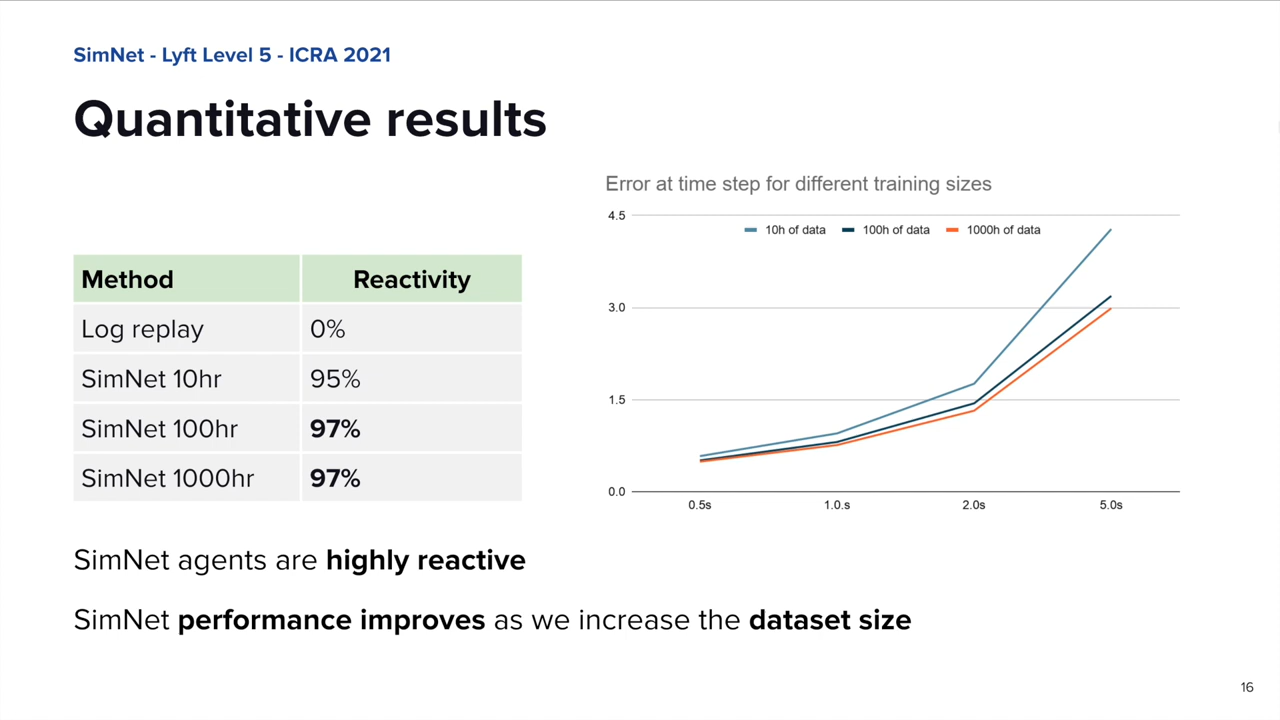 SimNet - Lyft Level 5 - ICRA 2021
Quantitative results
Method Reactivity
Log replay 0%
SimNet 10hr 95%
SimNet 100hr 97%
SimNet 1000hr 97%
Error at time step for different training sizes
10h of data 100h of data 1000h of data
4.5
3.0
1.5
0.0
0.5s 1.0.s 2.0s 5.0s
SimNet agents are highly reactive
SimNet performance improves as we increase the dataset size
16